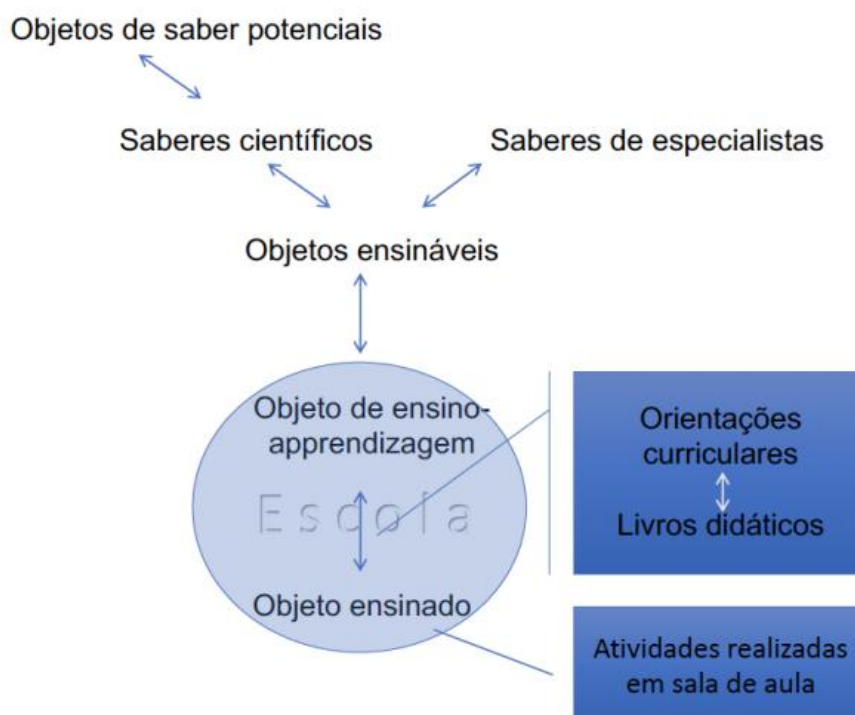 Objetos de saber potenciais
Saberes científicos
Saberes de especialistas
Objetos ensináveis
Objeto de ensino-
apprendizagem
Escola
Objeto ensinado
Orientações
curriculares
Livros didáticos
Atividades realizadas
em sala de aula